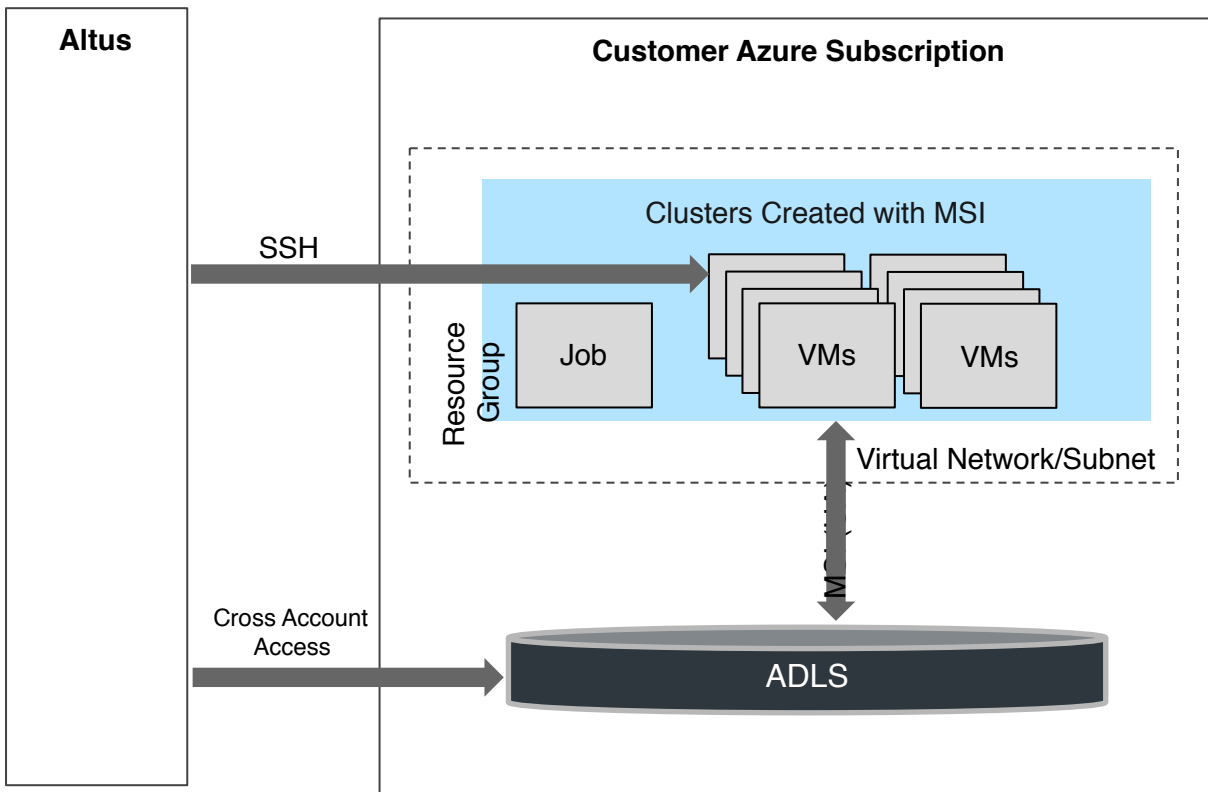 Altus
Customer Azure Subscription
Clusters Created with MSI
SSH
Resource
Group
Job
VMs
VMs
Virtual Network/Subnet
Cross Account
Access
ADLS